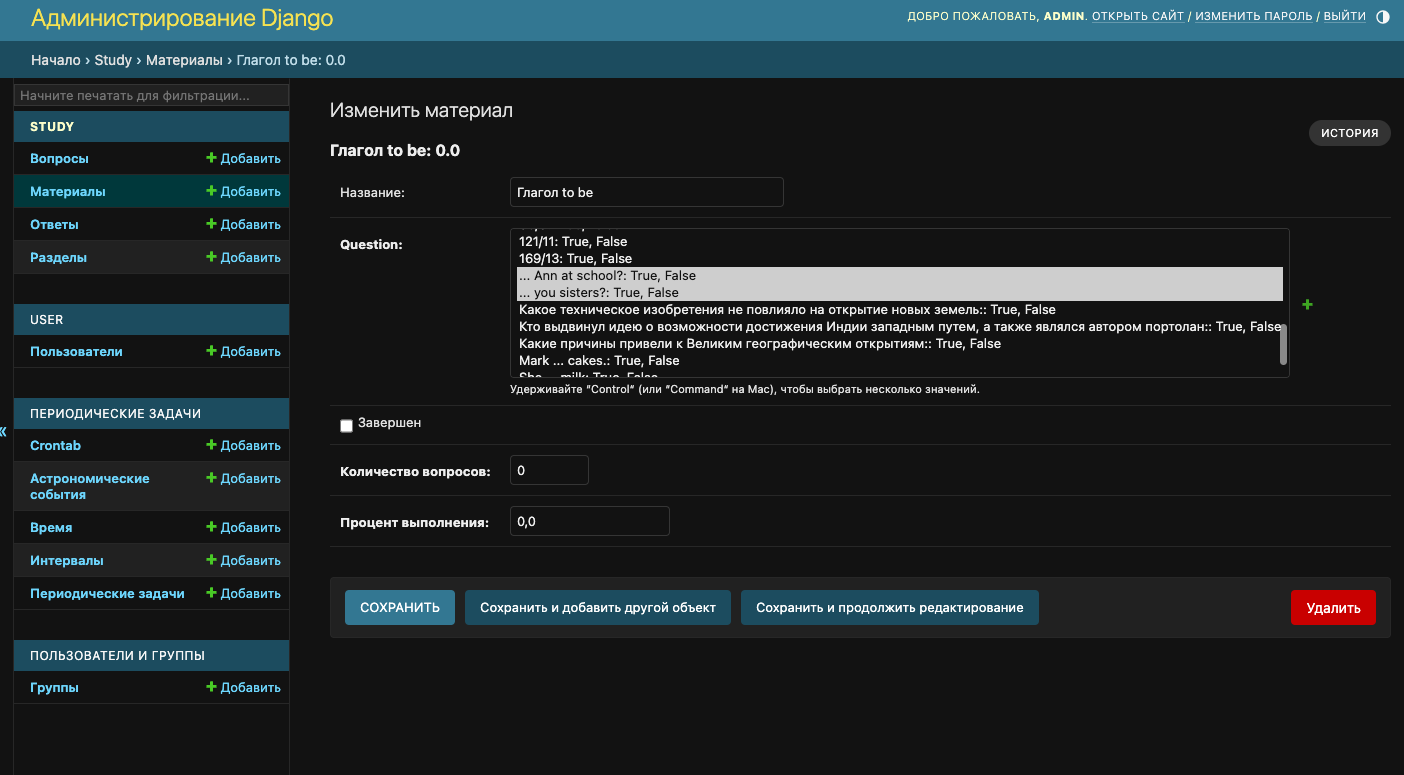 Администрирование Django
ДОБРО ПОЖАЛОВАТЬ, ADMIN. ОТКРЫТЬ САЙТ / ИЗМЕНИТЬ ПАРОЛЬ / ВЫЙТИ
Начало › Study › Материалы › Глагол to be: 0.0
Начните печатать для фильтрации...
STUDY
Вопросы + Добавить
Материалы + Добавить
Ответы + Добавить
Разделы + Добавить
USER
Пользователи + Добавить
ПЕРИОДИЧЕСКИЕ ЗАДАЧИ
Crontab + Добавить
Астрономические события + Добавить
Время + Добавить
Интервалы + Добавить
Периодические задачи + Добавить
ПОЛЬЗОВАТЕЛИ И ГРУППЫ
Группы + Добавить
«
Изменить материал
ИСТОРИЯ
Глагол to be: 0.0
Название: Глагол to be
Question:
121/11: True, False
169/13: True, False
... Ann at school?: True, False
... you sisters?: True, False
Какое техническое изобретения не повлияло на открытие новых земель:: True, False
Кто выдвинул идею о возможности достижения Индии западным путем, а также являлся автором портолан:: True, False
Какие причины привели к Великим географическим открытиям:: True, False
Mark ... cakes.: True, False
She ... milk: True, False
Удерживайте “Control“ (или “Command“ на Mac), чтобы выбрать несколько значений.
Завершен
Количество вопросов: 0
Процент выполнения: 0,0
СОХРАНИТЬ
Сохранить и добавить другой объект
Сохранить и продолжить редактирование
Удалить